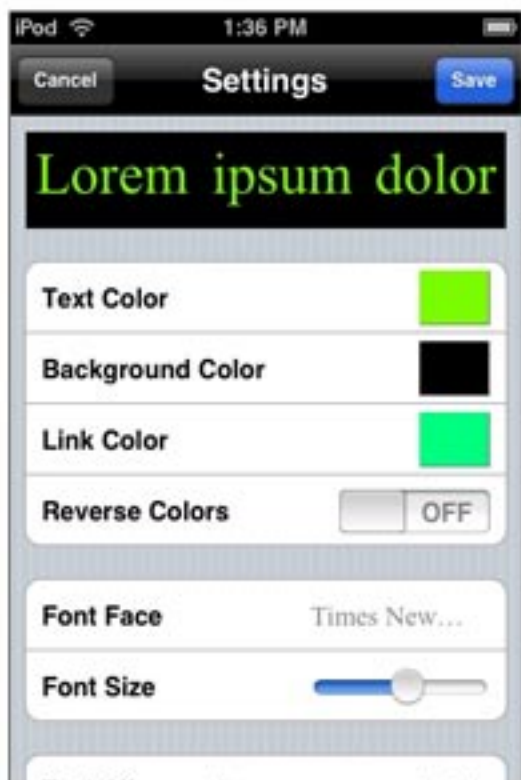 iPod 1:36 PM
Cancel Settings Save
Lorem ipsum dolor
Text Color
Background Color
Link Color
Reverse Colors OFF
Font Face Times New...
Font Size